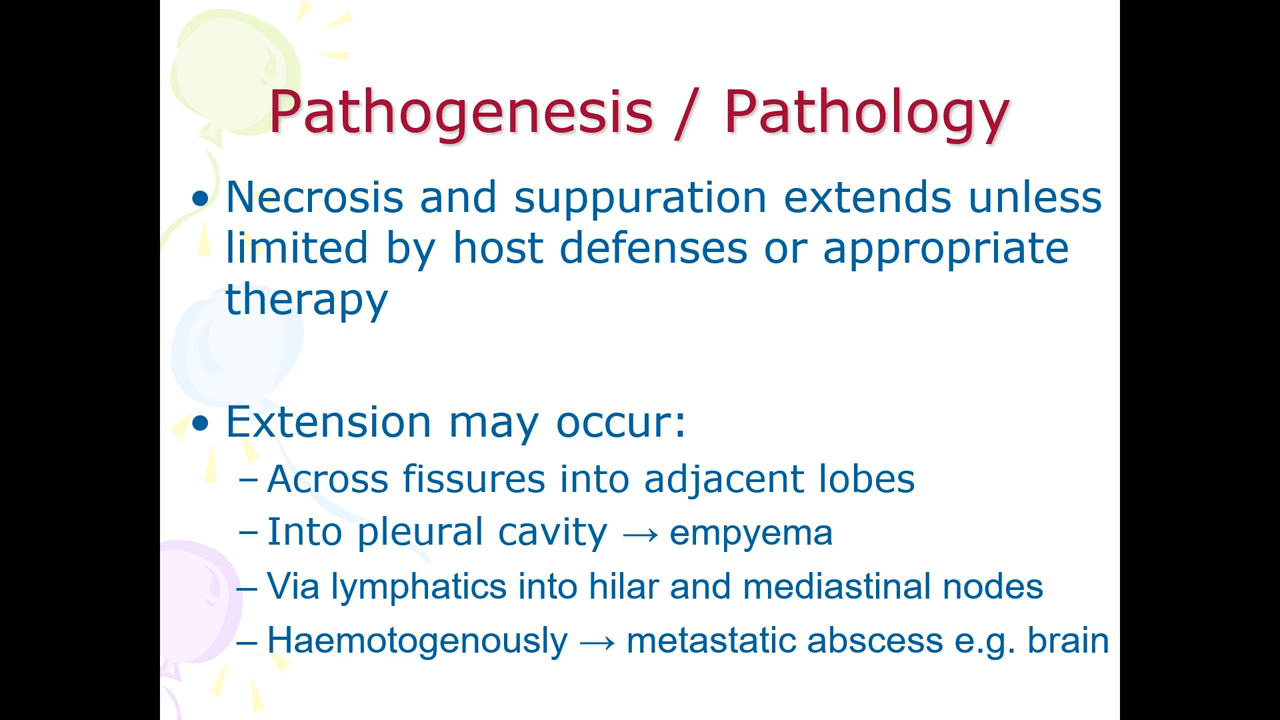 Pathogenesis / Pathology
• Necrosis and suppuration extends unless
limited by host defenses or appropriate
therapy
• Extension may occur:
– Across fissures into adjacent lobes
– Into pleural cavity → empyema
– Via lymphatics into hilar and mediastinal nodes
– Haemotogenously → metastatic abscess e.g. brain